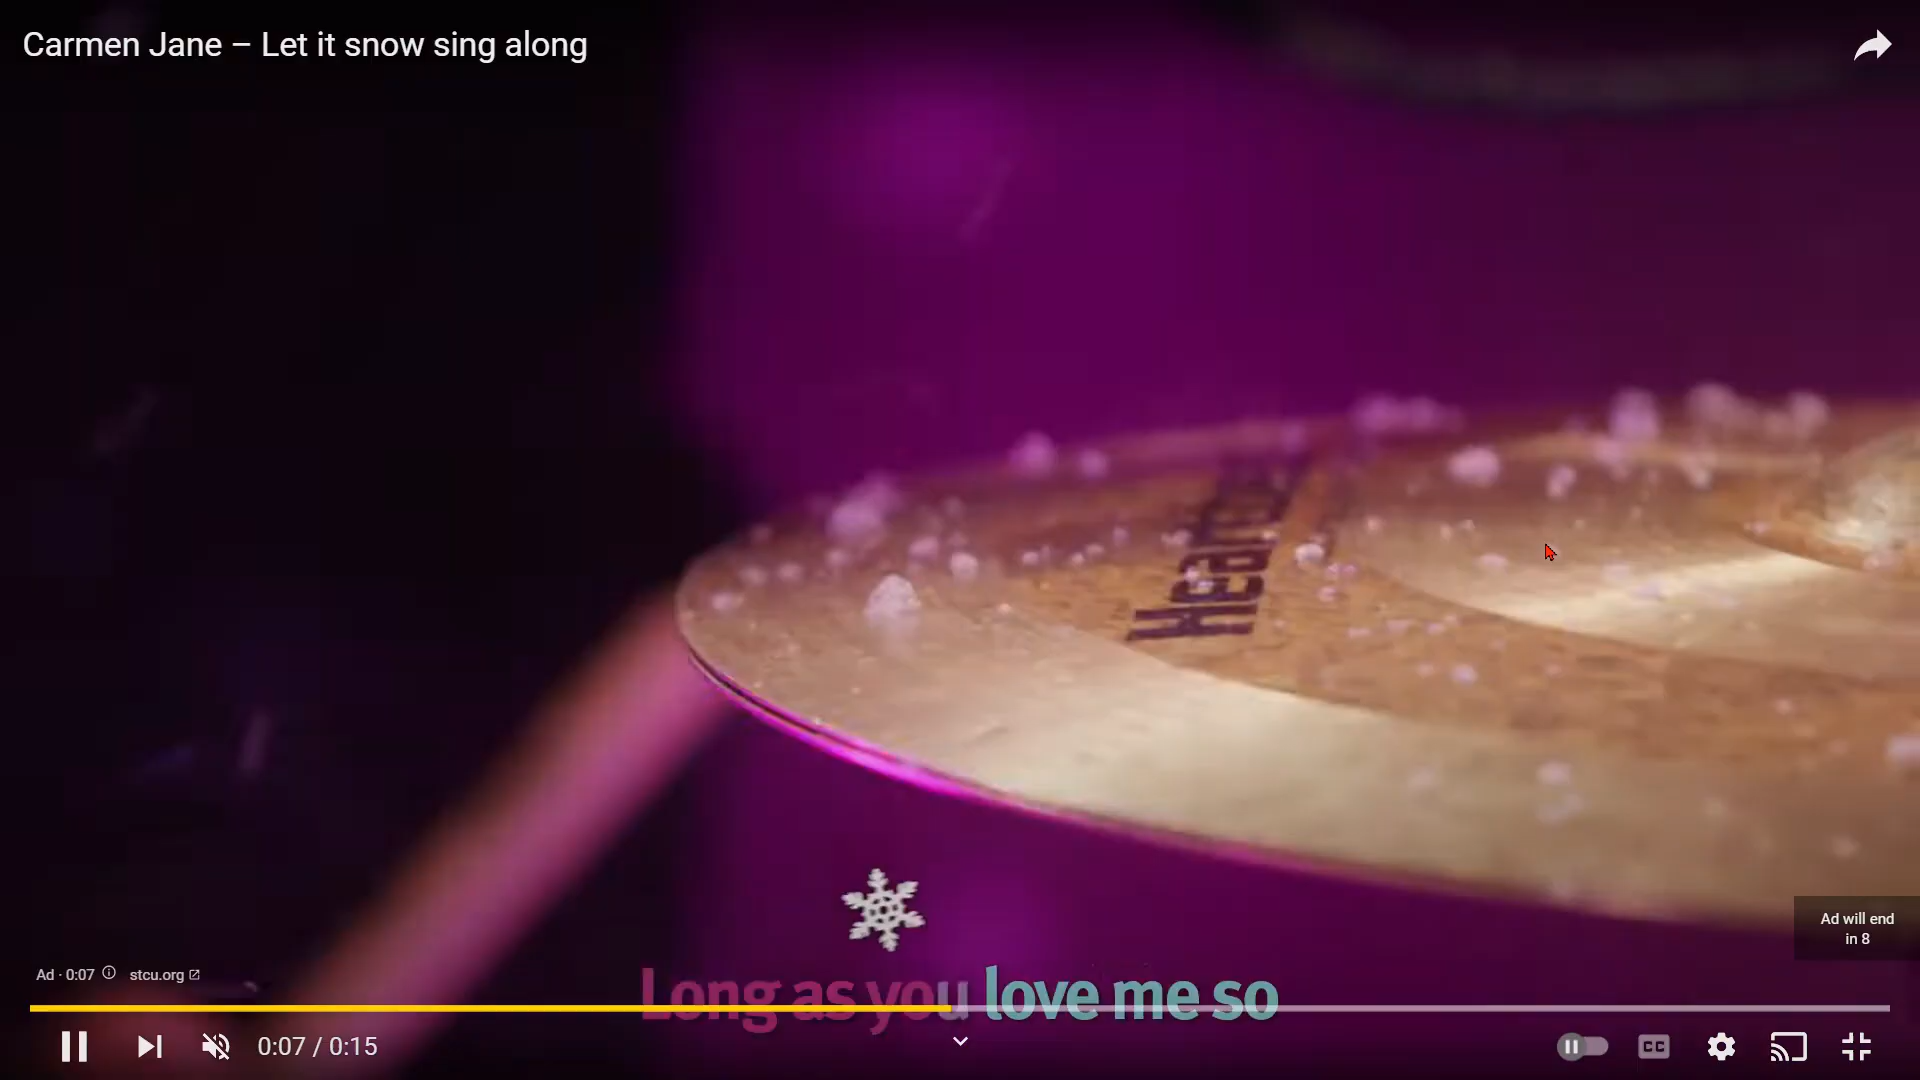 Carmen Jane – Let it snow sing along
Ad will end
in 8
Ad · 0:07
stcu.org
Long as you love me so
0:07 / 0:15
CC